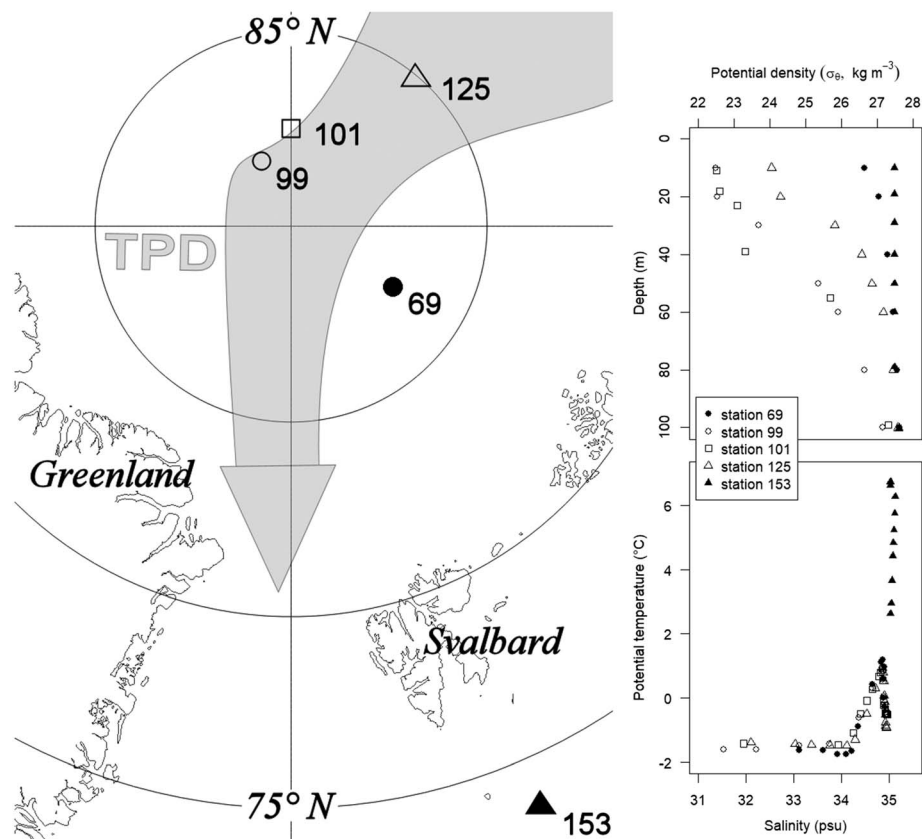 85° N
125
101
99
TPD
69
Greenland
Svalbard
75° N
153
Potential density (σθ, kg m⁻³)
22 23 24 25 26 27 28
Depth (m)
0
20
40
60
80
100
station 69
station 99
station 101
station 125
station 153
Potential temperature (°C)
6
4
2
0
-2
31 32 33 34 35
Salinity (psu)